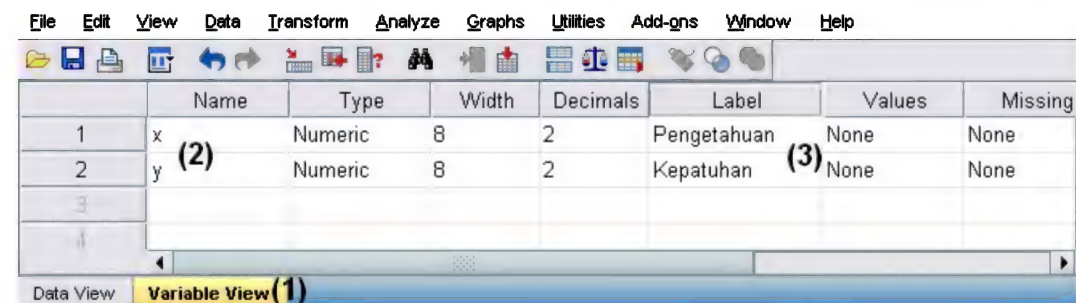 File Edit View Data Transform Analyze Graphs Utilities Add-ons Window Help
Name Type Width Decimals Label Values Missing
1 x Numeric 8 2 Pengetahuan None None
(2) (3)
2 y Numeric 8 2 Kepatuhan None None
3
4
Data View Variable View (1)